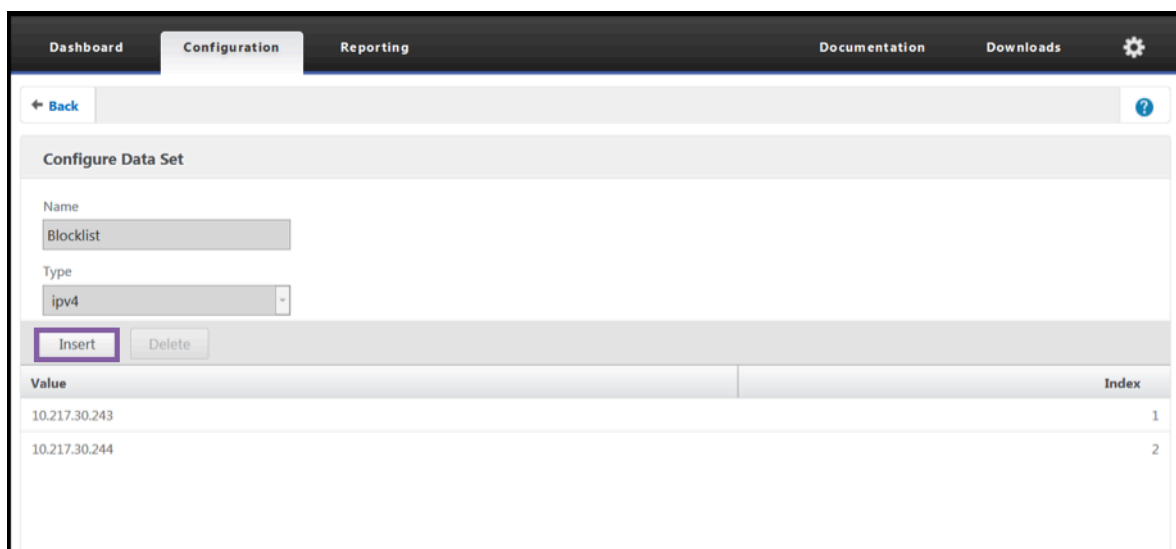 Dashboard Configuration Reporting Documentation Downloads
Back ?
Configure Data Set
Name
Blocklist
Type
ipv4
Insert Delete
Value Index
10.217.30.243 1
10.217.30.244 2